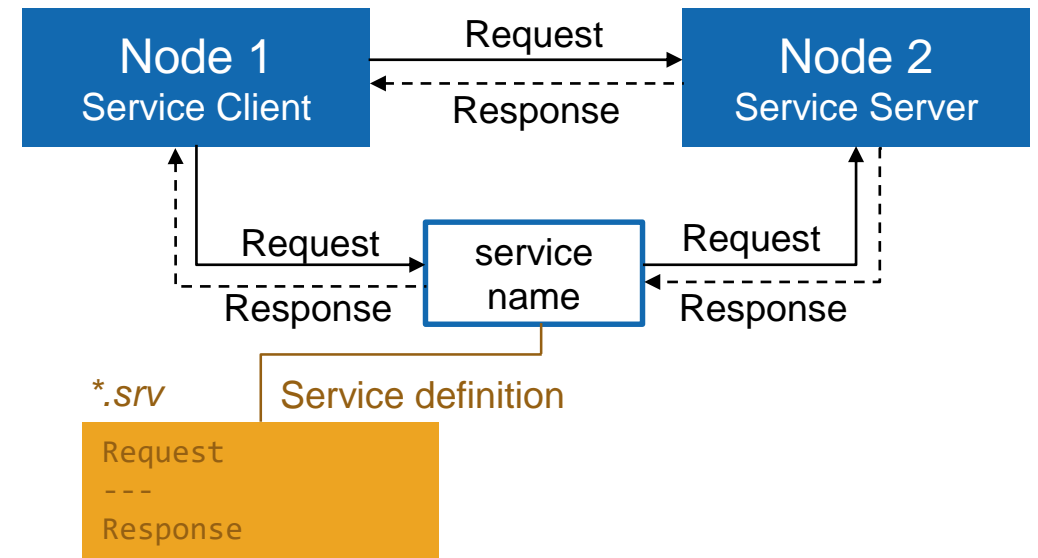 Node 1
Service Client
Request
Response
Node 2
Service Server
Request
Response
service
name
Request
Response
*.srv
Service definition
Request
---
Response